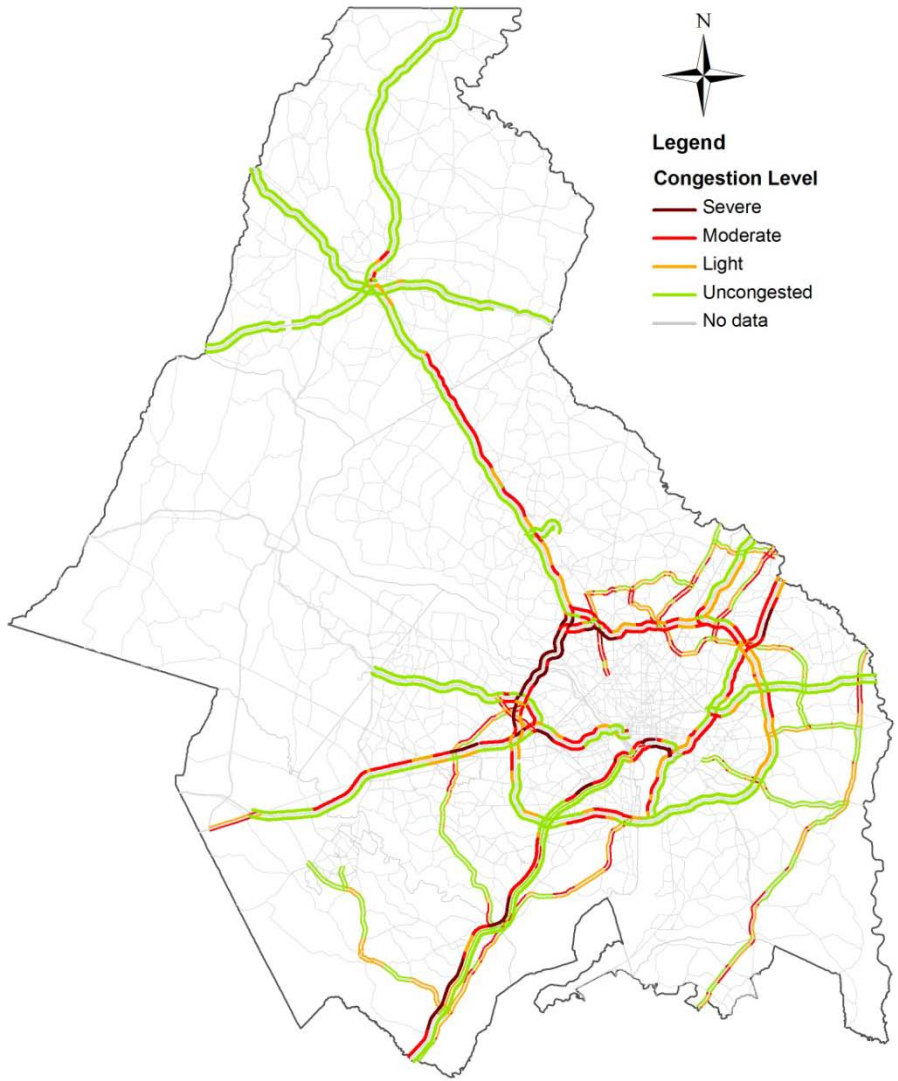 N
Legend
Congestion Level
Severe
Moderate
Light
Uncongested
No data